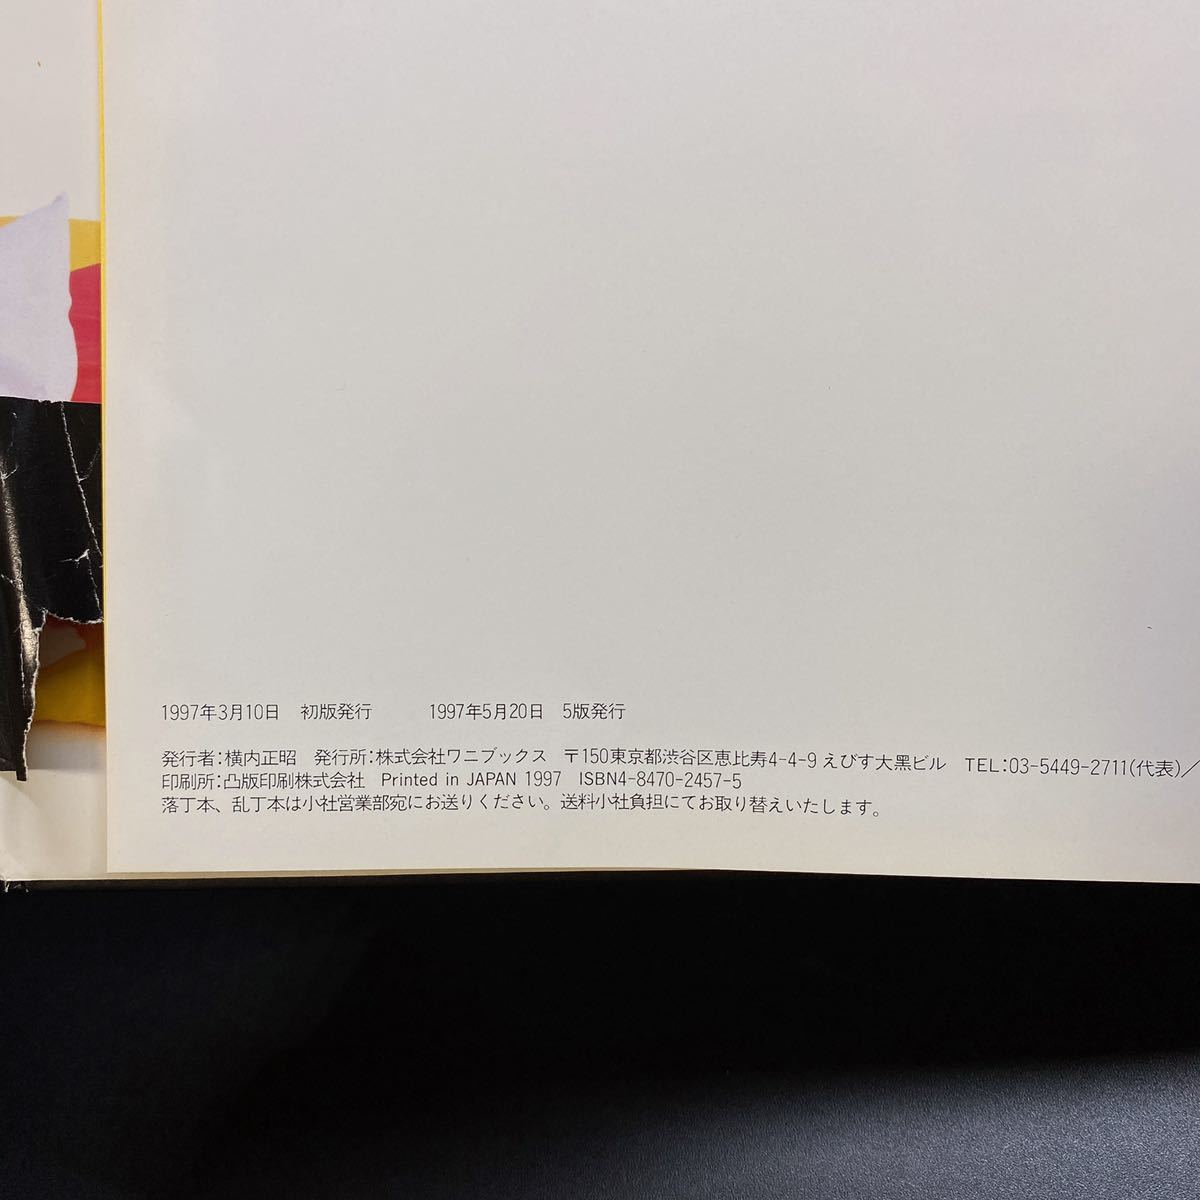 1997年3月10日　初版発行　　　1997年5月20日　5版発行
発行者：横内正昭　発行所：株式会社ワニブックス　〒150東京都渋谷区恵比寿4-4-9 えびす大黒ビル　TEL：03-5449-2711(代表)／
印刷所：凸版印刷株式会社　Printed in JAPAN 1997　ISBN4-8470-2457-5
落丁本、乱丁本は小社営業部宛にお送りください。送料小社負担にてお取り替えいたします。